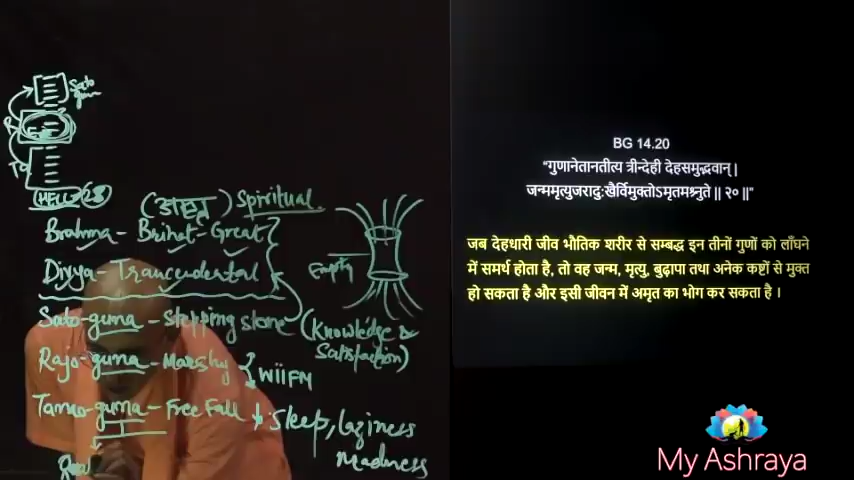 Sato
guna
(HELL) 28
Spiritual
Brahma - Brihat - Great
Divya - Trancendental
Empty
Sato-guna - Stepping stone
(Knowledge &
Satisfaction)
Rajo-guna - Marshy
WIIFM
Tamo-guna - Free Fall
Sleep, laziness
Madness
BG 14.20
"गुणानेतानतीत्य त्रीन्देही देहसमुद्भवान् |
जन्ममृत्युजरादुःखैर्विमुक्तोऽमृतमश्नुते || २० ||"
जब देहधारी जीव भौतिक शरीर से सम्बद्ध इन तीनों गुणों को लाँघने
में समर्थ होता है, तो वह जन्म, मृत्यु, बुढ़ापा तथा अनेक कष्टों से मुक्त
हो सकता है और इसी जीवन में अमृत का भोग कर सकता है ।
My Ashraya